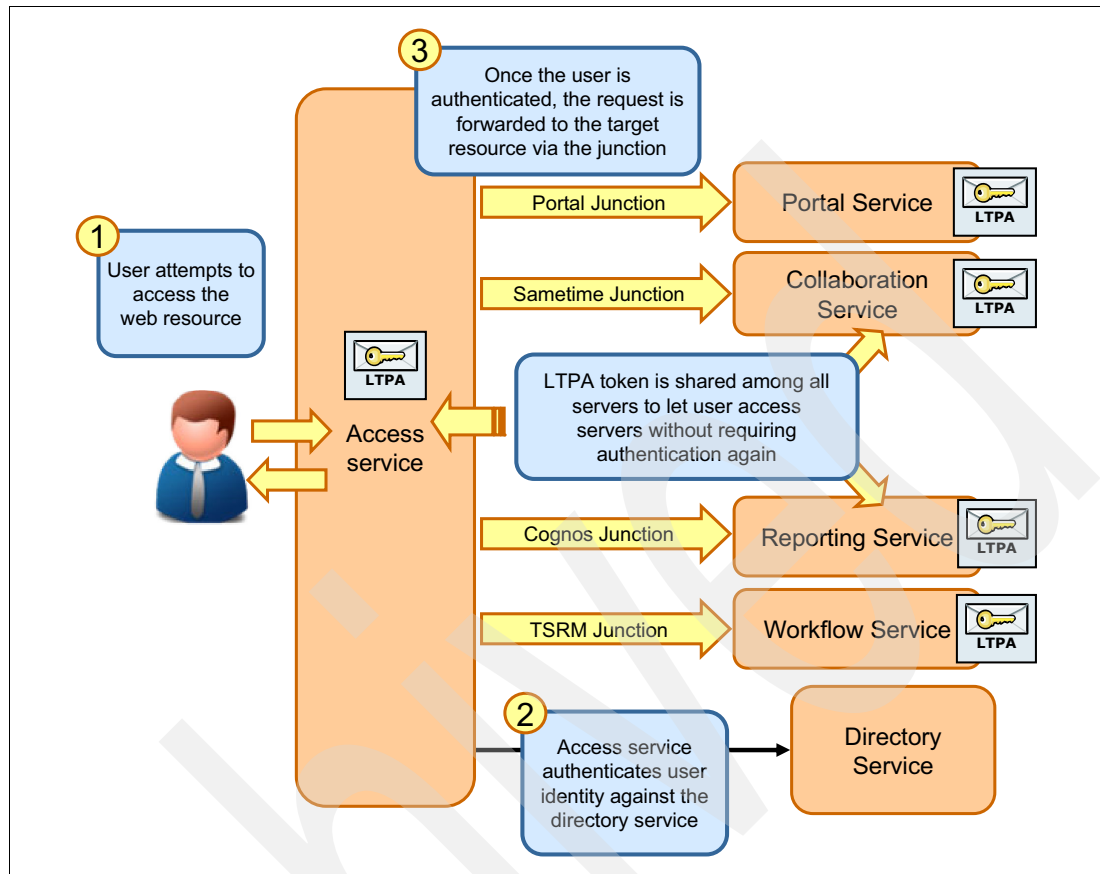 3
Once the user is
authenticated, the request is
forwarded to the target
resource via the junction
Portal Junction
Portal Service
LTPA
1
User attempts to
access the
web resource
Sametime Junction
Collaboration
Service
LTPA
LTPA
Access
service
LTPA token is shared among all
servers to let user access
servers without requiring
authentication again
Cognos Junction
Reporting Service
LTPA
TSRM Junction
Workflow Service
LTPA
2
Access service
authenticates user
identity against the
directory service
Directory
Service